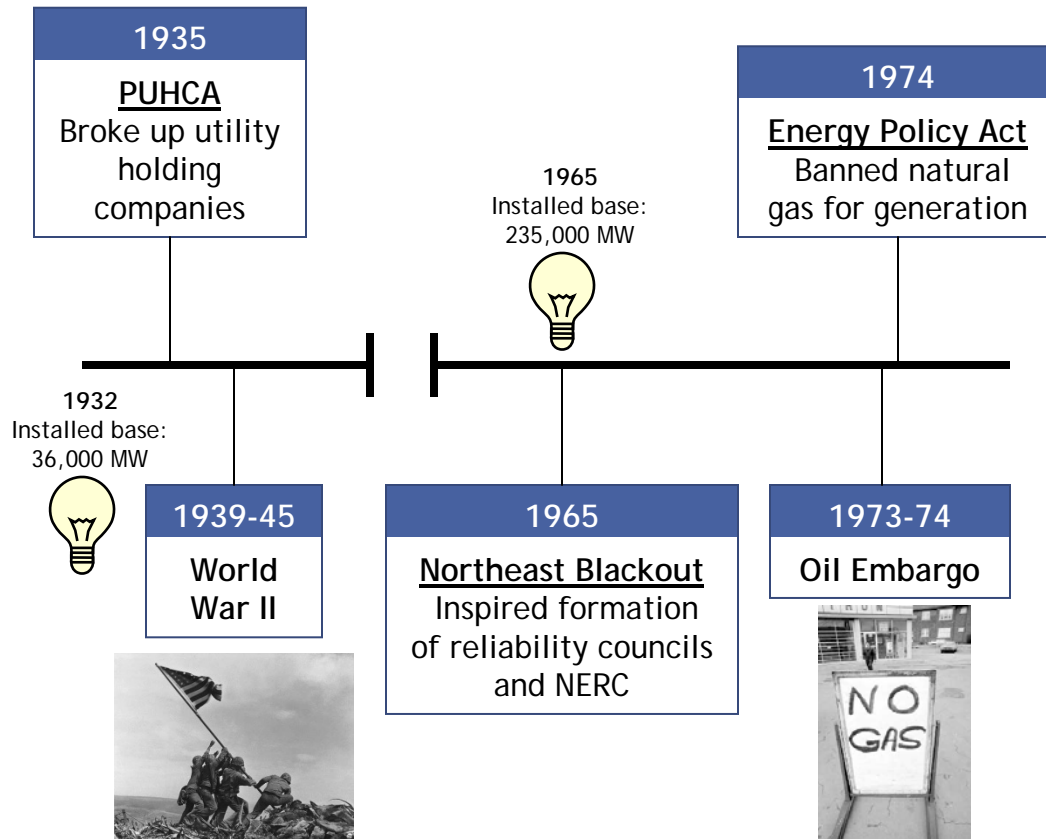 1935
PUHCA
Broke up utility
holding
companies
1974
Energy Policy Act
Banned natural
gas for generation
1965
Installed base:
235,000 MW
1932
Installed base:
36,000 MW
1939-45
World
War II
1965
Northeast Blackout
Inspired formation
of reliability councils
and NERC
1973-74
Oil Embargo
NO
GAS